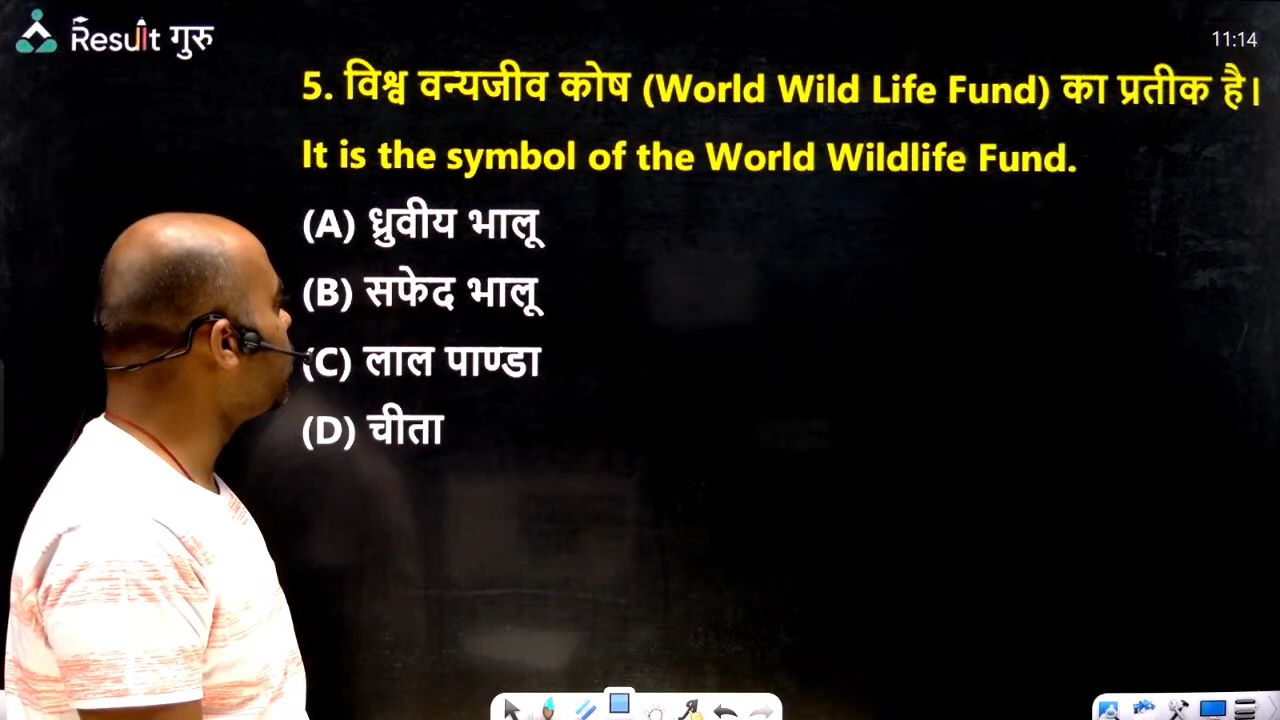 Result गुरु
11:14
5. विश्व वन्यजीव कोष (World Wild Life Fund) का प्रतीक है।
It is the symbol of the World Wildlife Fund.
(A) ध्रुवीय भालू
(B) सफेद भालू
(C) लाल पाण्डा
(D) चीता